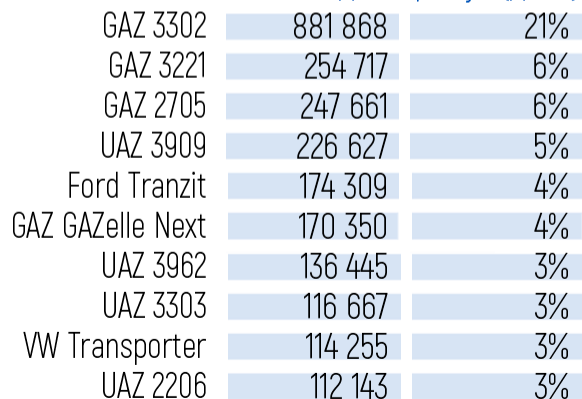 GAZ 3302 881 868 21%
GAZ 3221 254 717 6%
GAZ 2705 247 661 6%
UAZ 3909 226 627 5%
Ford Tranzit 174 309 4%
GAZ GAZelle Next 170 350 4%
UAZ 3962 136 445 3%
UAZ 3303 116 667 3%
VW Transporter 114 255 3%
UAZ 2206 112 143 3%